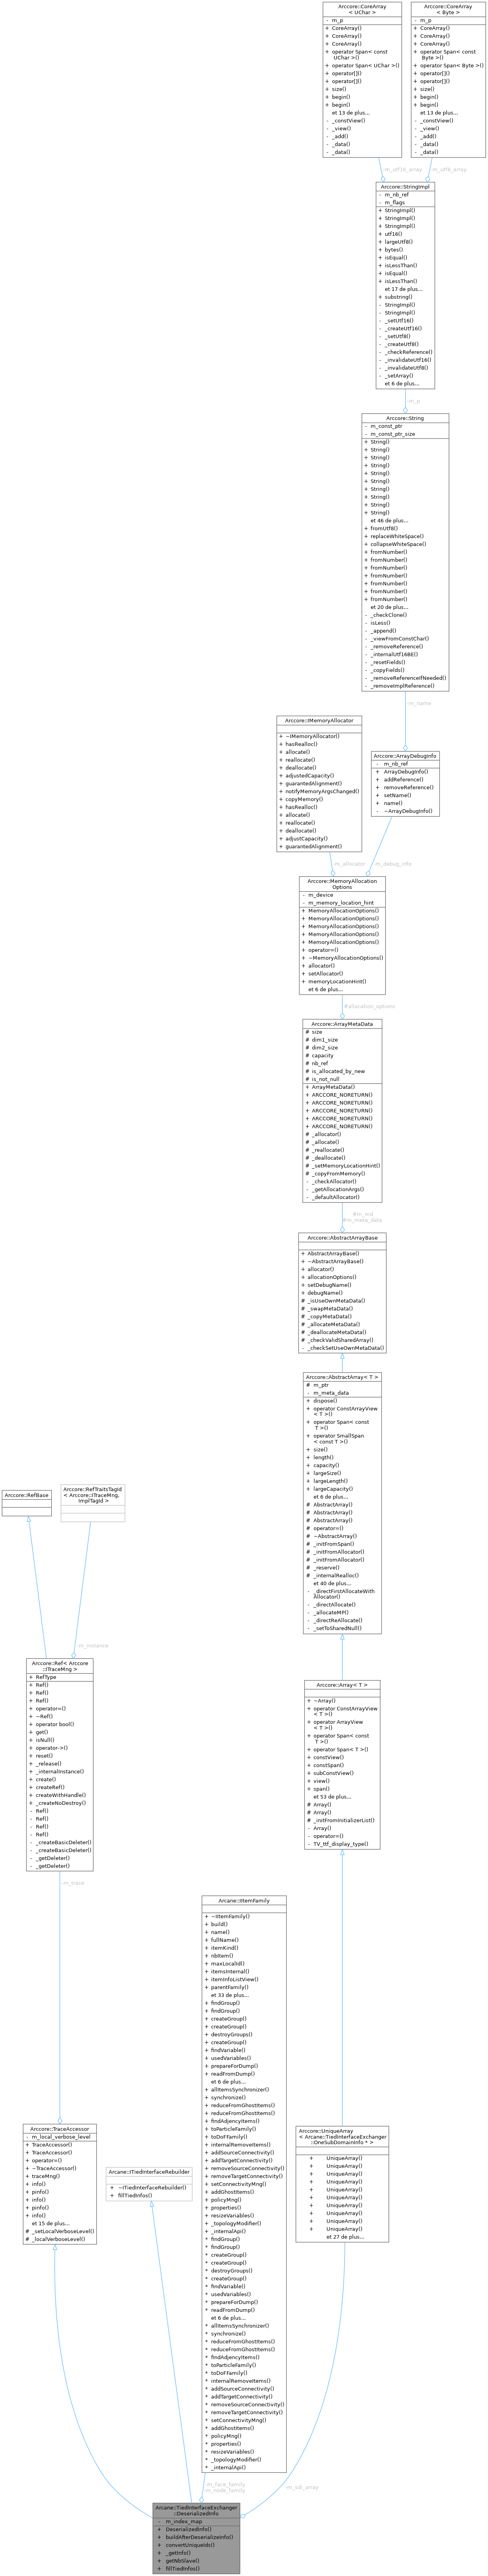 Arccore::CoreArray
< UChar >
- m_p
+ CoreArray()
+ CoreArray()
+ CoreArray()
+ operator Span< const
UChar >()
+ operator Span< UChar >()
+ operator[]()
+ operator[]()
+ size()
+ begin()
+ begin()
et 13 de plus...
- _constView()
- _view()
- _add()
- _data()
- _data()
Arccore::CoreArray
< Byte >
- m_p
+ CoreArray()
+ CoreArray()
+ CoreArray()
+ operator Span< const
Byte >()
+ operator Span< Byte >()
+ operator[]()
+ operator[]()
+ size()
+ begin()
+ begin()
et 13 de plus...
- _constView()
- _view()
- _add()
- _data()
- _data()
-m_utf16_array
-m_utf8_array
Arccore::StringImpl
- m_nb_ref
- m_flags
+ StringImpl()
+ StringImpl()
+ StringImpl()
+ utf16()
+ largeUtf8()
+ bytes()
+ isEqual()
+ isLessThan()
+ isEqual()
+ isLessThan()
et 17 de plus...
+ substring()
- StringImpl()
- StringImpl()
- _setUtf16()
- _createUtf16()
- _setUtf8()
- _createUtf8()
- _checkReference()
- _invalidateUtf16()
- _invalidateUtf8()
- _setArray()
et 6 de plus...
-m_p
Arccore::String
- m_const_ptr
- m_const_ptr_size
+ String()
+ String()
+ String()
+ String()
+ String()
+ String()
+ String()
+ String()
+ String()
+ String()
et 46 de plus...
+ fromUtf8()
+ replaceWhiteSpace()
+ collapseWhiteSpace()
+ fromNumber()
+ fromNumber()
+ fromNumber()
+ fromNumber()
+ fromNumber()
+ fromNumber()
+ fromNumber()
et 20 de plus...
- _checkClone()
- isLess()
- _append()
- _viewFromConstChar()
- _removeReference()
- _internalUtf16BE()
- _resetFields()
- _copyFields()
- _removeReferenceIfNeeded()
- _removeImplReference()
-m_name
Arccore::IMemoryAllocator
+ ~IMemoryAllocator()
+ hasRealloc()
+ allocate()
+ reallocate()
+ deallocate()
+ adjustedCapacity()
+ guarantedAlignment()
+ notifyMemoryArgsChanged()
+ copyMemory()
+ hasRealloc()
+ allocate()
+ reallocate()
+ deallocate()
+ adjustCapacity()
+ guarantedAlignment()
Arccore::ArrayDebugInfo
- m_nb_ref
+ ArrayDebugInfo()
+ addReference()
+ removeReference()
+ setName()
+ name()
- ~ArrayDebugInfo()
-m_allocator
-m_debug_info
Arccore::MemoryAllocation
Options
- m_device
- m_memory_location_hint
+ MemoryAllocationOptions()
+ MemoryAllocationOptions()
+ MemoryAllocationOptions()
+ MemoryAllocationOptions()
+ MemoryAllocationOptions()
+ operator=()
+ ~MemoryAllocationOptions()
+ allocator()
+ setAllocator()
+ memoryLocationHint()
et 6 de plus...
#allocation_options
Arccore::ArrayMetaData
# size
# dim1_size
# dim2_size
# capacity
# nb_ref
# is_allocated_by_new
# is_not_null
+ ArrayMetaData()
+ ARCCORE_NORETURN()
+ ARCCORE_NORETURN()
+ ARCCORE_NORETURN()
+ ARCCORE_NORETURN()
+ ARCCORE_NORETURN()
# _allocator()
# _allocate()
# _reallocate()
# _deallocate()
# _setMemoryLocationHint()
# _copyFromMemory()
- _checkAllocator()
- _getAllocationArgs()
- _defaultAllocator()
#m_md
#m_meta_data
Arccore::AbstractArrayBase
+ AbstractArrayBase()
+ ~AbstractArrayBase()
+ allocator()
+ allocationOptions()
+ setDebugName()
+ debugName()
# _isUseOwnMetaData()
# _swapMetaData()
# _copyMetaData()
# _allocateMetaData()
# _deallocateMetaData()
# _checkValidSharedArray()
- _checkSetUseOwnMetaData()
Arccore::AbstractArray< T >
# m_ptr
- m_meta_data
+ dispose()
+ operator ConstArrayView
< T >()
+ operator Span< const
T >()
+ operator SmallSpan
< const T >()
+ size()
+ length()
+ capacity()
+ largeSize()
+ largeLength()
+ largeCapacity()
et 6 de plus...
# AbstractArray()
# AbstractArray()
# AbstractArray()
# operator=()
# ~AbstractArray()
# _initFromSpan()
# _initFromAllocator()
# _initFromAllocator()
# _reserve()
# _internalRealloc()
et 40 de plus...
- _directFirstAllocateWith
Allocator()
- _directAllocate()
- _allocateMP()
- _directReAllocate()
- _setToSharedNull()
Arccore::RefBase
Arccore::RefTraitsTagId
< Arccore::ITraceMng,
ImplTagId >
-m_instance
Arccore::Ref< Arccore
::ITraceMng >
+ RefType
+ Ref()
+ Ref()
+ Ref()
+ operator=()
+ ~Ref()
+ operator bool()
+ get()
+ isNull()
+ operator->()
+ reset()
+ _release()
+ _internalInstance()
+ create()
+ createRef()
+ createWithHandle()
+ _createNoDestroy()
- Ref()
- Ref()
- Ref()
- Ref()
- _createBasicDeleter()
- _createBasicDeleter()
- _getDeleter()
- _getDeleter()
-m_trace
Arccore::Array< T >
+ ~Array()
+ operator ConstArrayView
< T >()
+ operator ArrayView
< T >()
+ operator Span< const
T >()
+ operator Span< T >()
+ constView()
+ constSpan()
+ subConstView()
+ view()
+ span()
et 53 de plus...
# Array()
# Array()
# _initFromInitializerList()
- Array()
- operator=()
- TV_ttf_display_type()
Arcane::IItemFamily
+ ~IItemFamily()
+ build()
+ name()
+ fullName()
+ itemKind()
+ nbItem()
+ maxLocalId()
+ itemsInternal()
+ itemInfoListView()
+ parentFamily()
et 33 de plus...
+ findGroup()
+ findGroup()
+ createGroup()
+ createGroup()
+ destroyGroups()
+ createGroup()
+ findVariable()
+ usedVariables()
+ prepareForDump()
+ readFromDump()
et 6 de plus...
+ allItemsSynchronizer()
+ synchronize()
+ reduceFromGhostItems()
+ reduceFromGhostItems()
+ findAdjencyItems()
+ toParticleFamily()
+ toDoFFamily()
+ internalRemoveItems()
+ addSourceConnectivity()
+ addTargetConnectivity()
+ removeSourceConnectivity()
+ removeTargetConnectivity()
+ setConnectivityMng()
+ addGhostItems()
+ policyMng()
+ properties()
+ resizeVariables()
+ _topologyModifier()
+ _internalApi()
* findGroup()
* findGroup()
* createGroup()
* createGroup()
* destroyGroups()
* createGroup()
* findVariable()
* usedVariables()
* prepareForDump()
* readFromDump()
et 6 de plus...
* allItemsSynchronizer()
* synchronize()
* reduceFromGhostItems()
* reduceFromGhostItems()
* findAdjencyItems()
* toParticleFamily()
* toDoFFamily()
* internalRemoveItems()
* addSourceConnectivity()
* addTargetConnectivity()
* removeSourceConnectivity()
* removeTargetConnectivity()
* setConnectivityMng()
* addGhostItems()
* policyMng()
* properties()
* resizeVariables()
* _topologyModifier()
* _internalApi()
Arccore::TraceAccessor
- m_local_verbose_level
+ TraceAccessor()
+ TraceAccessor()
+ operator=()
+ ~TraceAccessor()
+ traceMng()
+ info()
+ pinfo()
+ info()
+ pinfo()
+ info()
et 15 de plus...
# _setLocalVerboseLevel()
# _localVerboseLevel()
Arcane::ITiedInterfaceRebuilder
+ ~ITiedInterfaceRebuilder()
+ fillTiedInfos()
Arccore::UniqueArray
< Arcane::TiedInterfaceExchanger
::OneSubDomainInfo * >
+ UniqueArray()
+ UniqueArray()
+ UniqueArray()
+ UniqueArray()
+ UniqueArray()
+ UniqueArray()
+ UniqueArray()
+ UniqueArray()
+ UniqueArray()
+ UniqueArray()
et 27 de plus...
-m_face_family
-m_node_family
-m_sdi_array
Arcane::TiedInterfaceExchanger
::DeserializedInfo
- m_index_map
+ DeserializedInfo()
+ buildAfterDeserializeInfo()
+ convertUniqueIds()
+ _getInfo()
+ getNbSlave()
+ fillTiedInfos()